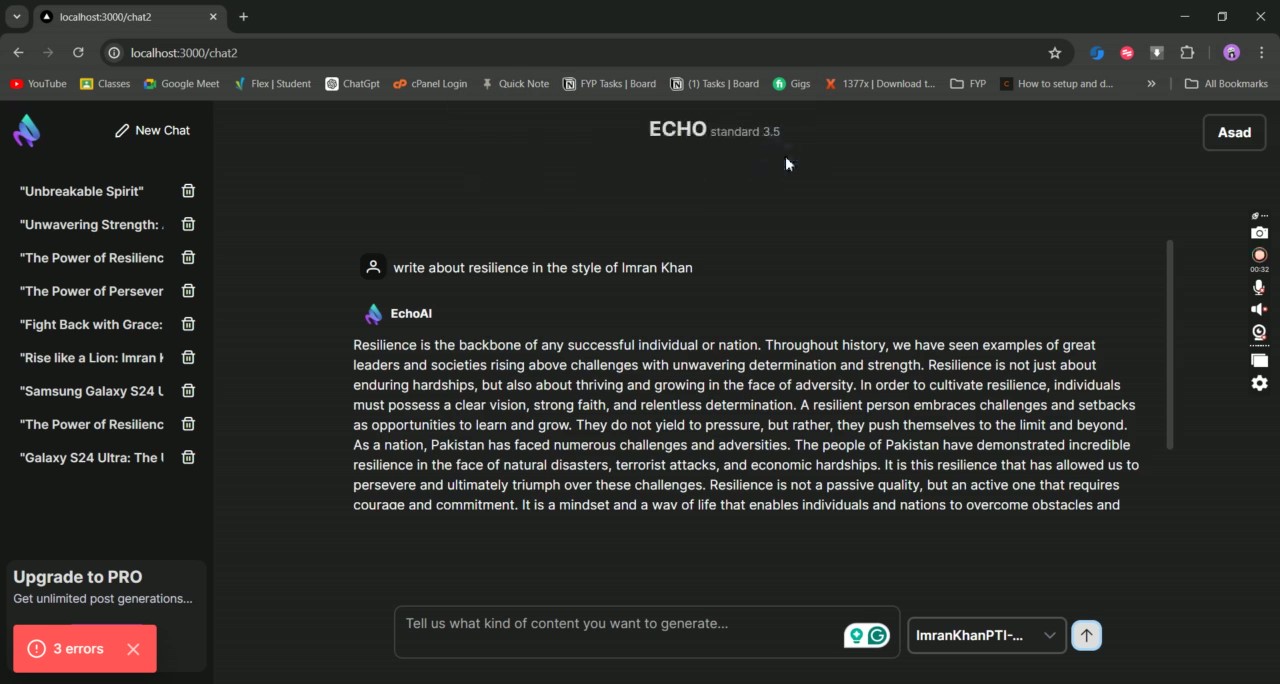 localhost:3000/chat2
localhost:3000/chat2
YouTube
Classes
Google Meet
Flex | Student
ChatGpt
cPanel Login
Quick Note
FYP Tasks | Board
(1) Tasks | Board
Gigs
1377x | Download t...
FYP
How to setup and d...
All Bookmarks
New Chat
ECHO standard 3.5
Asad
"Unbreakable Spirit"
"Unwavering Strength:
"The Power of Resilienc
"The Power of Persever
"Fight Back with Grace:
"Rise like a Lion: Imran
"Samsung Galaxy S24
"The Power of Resilienc
"Galaxy S24 Ultra: The
00:32
write about resilience in the style of Imran Khan
EchoAI
Resilience is the backbone of any successful individual or nation. Throughout history, we have seen examples of great
leaders and societies rising above challenges with unwavering determination and strength. Resilience is not just about
enduring hardships, but also about thriving and growing in the face of adversity. In order to cultivate resilience, individuals
must possess a clear vision, strong faith, and relentless determination. A resilient person embraces challenges and setbacks
as opportunities to learn and grow. They do not yield to pressure, but rather, they push themselves to the limit and beyond.
As a nation, Pakistan has faced numerous challenges and adversities. The people of Pakistan have demonstrated incredible
resilience in the face of natural disasters, terrorist attacks, and economic hardships. It is this resilience that has allowed us to
persevere and ultimately triumph over these challenges. Resilience is not a passive quality, but an active one that requires
courage and commitment. It is a mindset and a way of life that enables individuals and nations to overcome obstacles and
Upgrade to PRO
Get unlimited post generations...
3 errors
Tell us what kind of content you want to generate...
ImranKhanPTI-...